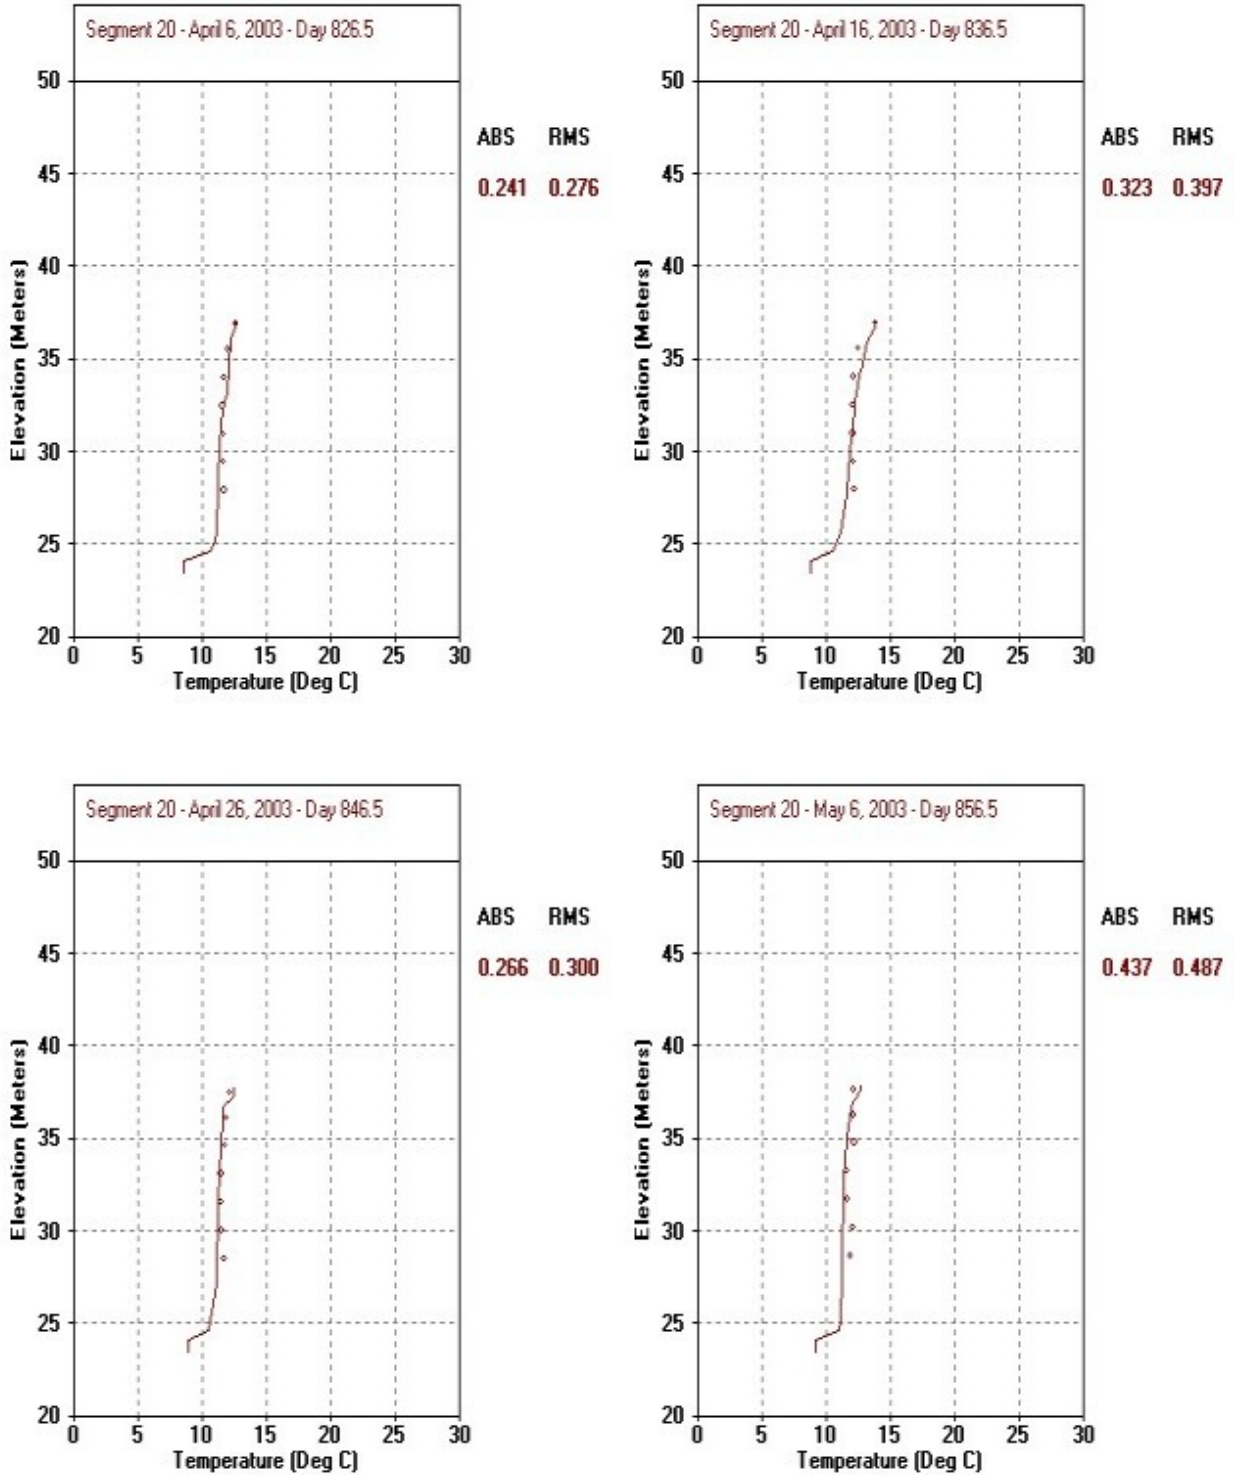 Segment 20 - April 6, 2003 - Day 826.5
50
45
40
35
30
25
20
Elevation (Meters)
0 5 10 15 20 25 30
Temperature (Deg C)
ABS RMS
0.241 0.276
Segment 20 - April 16, 2003 - Day 836.5
50
45
40
35
30
25
20
Elevation (Meters)
0 5 10 15 20 25 30
Temperature (Deg C)
ABS RMS
0.323 0.397
Segment 20 - April 26, 2003 - Day 846.5
50
45
40
35
30
25
20
Elevation (Meters)
0 5 10 15 20 25 30
Temperature (Deg C)
ABS RMS
0.266 0.300
Segment 20 - May 6, 2003 - Day 856.5
50
45
40
35
30
25
20
Elevation (Meters)
0 5 10 15 20 25 30
Temperature (Deg C)
ABS RMS
0.437 0.487